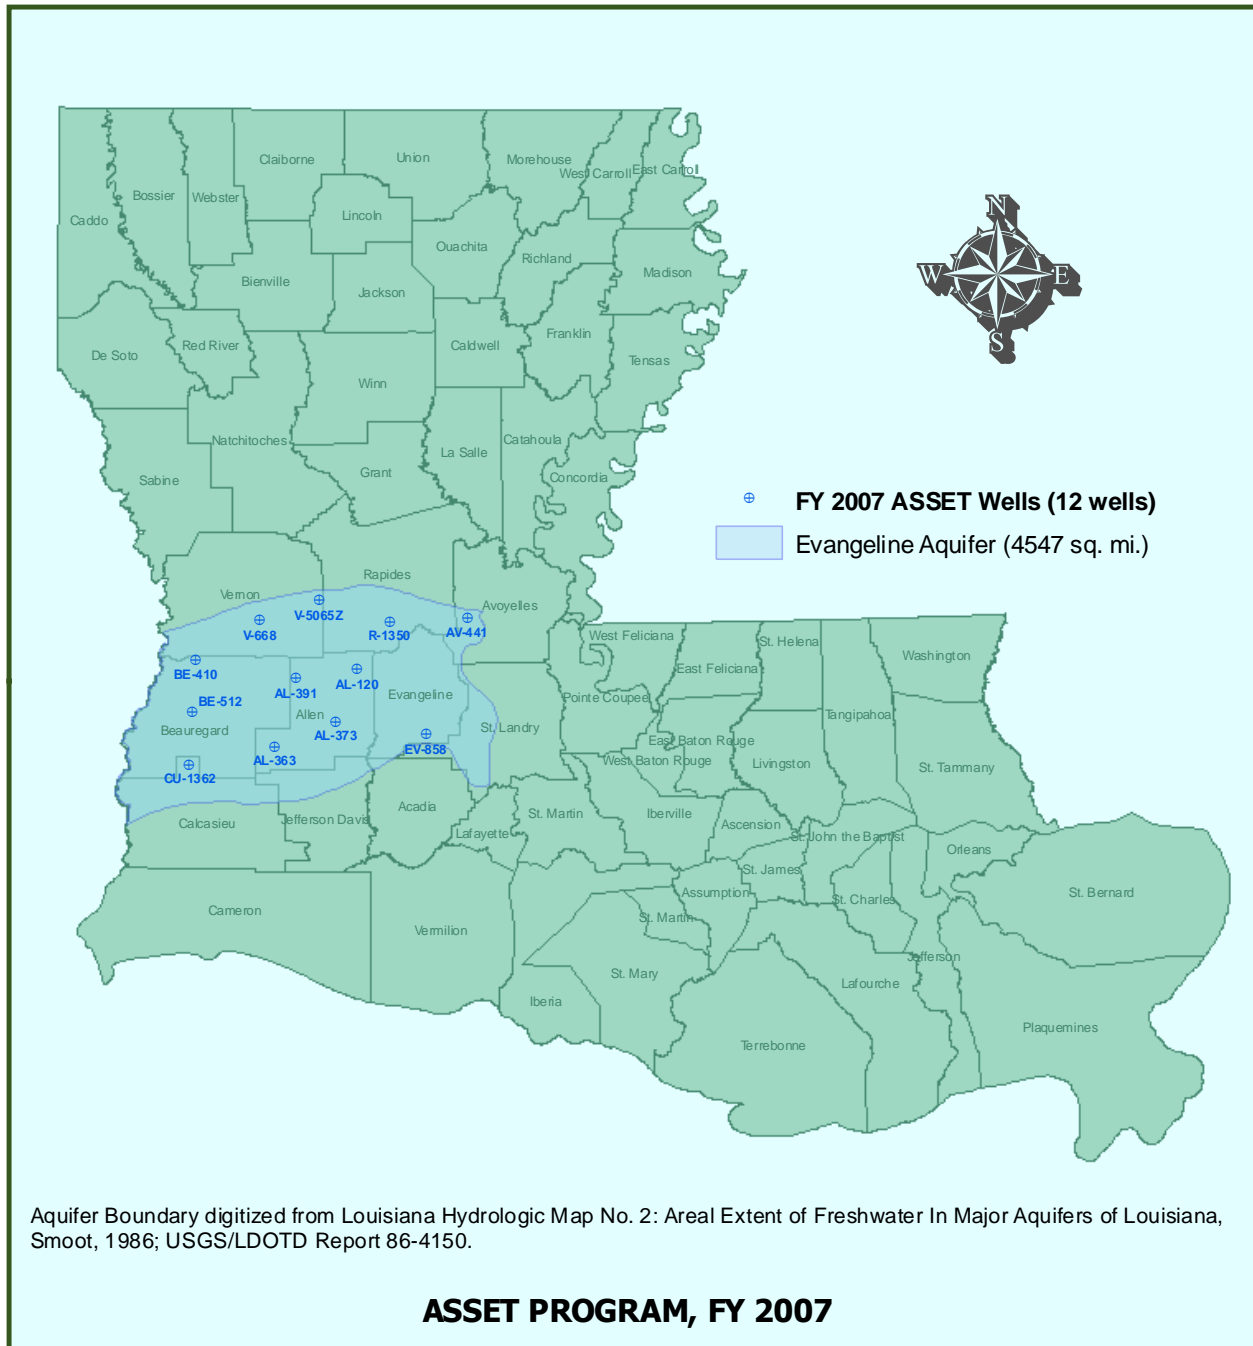 N
W
E
S
Claiborne
Union
Morehouse
West Carroll
East Carroll
Caddo
Bossier
Webster
Lincoln
Ouachita
Richland
Madison
Bienville
Jackson
De Soto
Red River
Caldwell
Franklin
Tensas
Winn
Natchitoches
La Salle
Catahoula
Sabine
Grant
Concordia
FY 2007 ASSET Wells (12 wells)
Evangeline Aquifer (4547 sq. mi.)
Vernon
Rapides
Avoyelles
V-5065Z
V-668
R-1350
AV-441
West Feliciana
St. Helena
Washington
East Feliciana
BE-410
AL-391
AL-120
Evangeline
Pointe Coupee
BE-512
Allen
AL-373
St. Landry
Tangipahoa
Beauregard
EV-858
East Baton Rouge
West Baton Rouge
Livingston
St. Tammany
AL-363
CU-1362
Acadia
Calcasieu
Jefferson Davis
Lafayette
St. Martin
Iberville
Ascension
St. John the Baptist
Orleans
St. James
St. Bernard
Assumption
St. Charles
Cameron
Vermilion
St. Martin
Jefferson
St. Mary
Lafourche
Iberia
Plaquemines
Terrebonne
Aquifer Boundary digitized from Louisiana Hydrologic Map No. 2: Areal Extent of Freshwater In Major Aquifers of Louisiana,
Smoot, 1986; USGS/LDOTD Report 86-4150.
ASSET PROGRAM, FY 2007